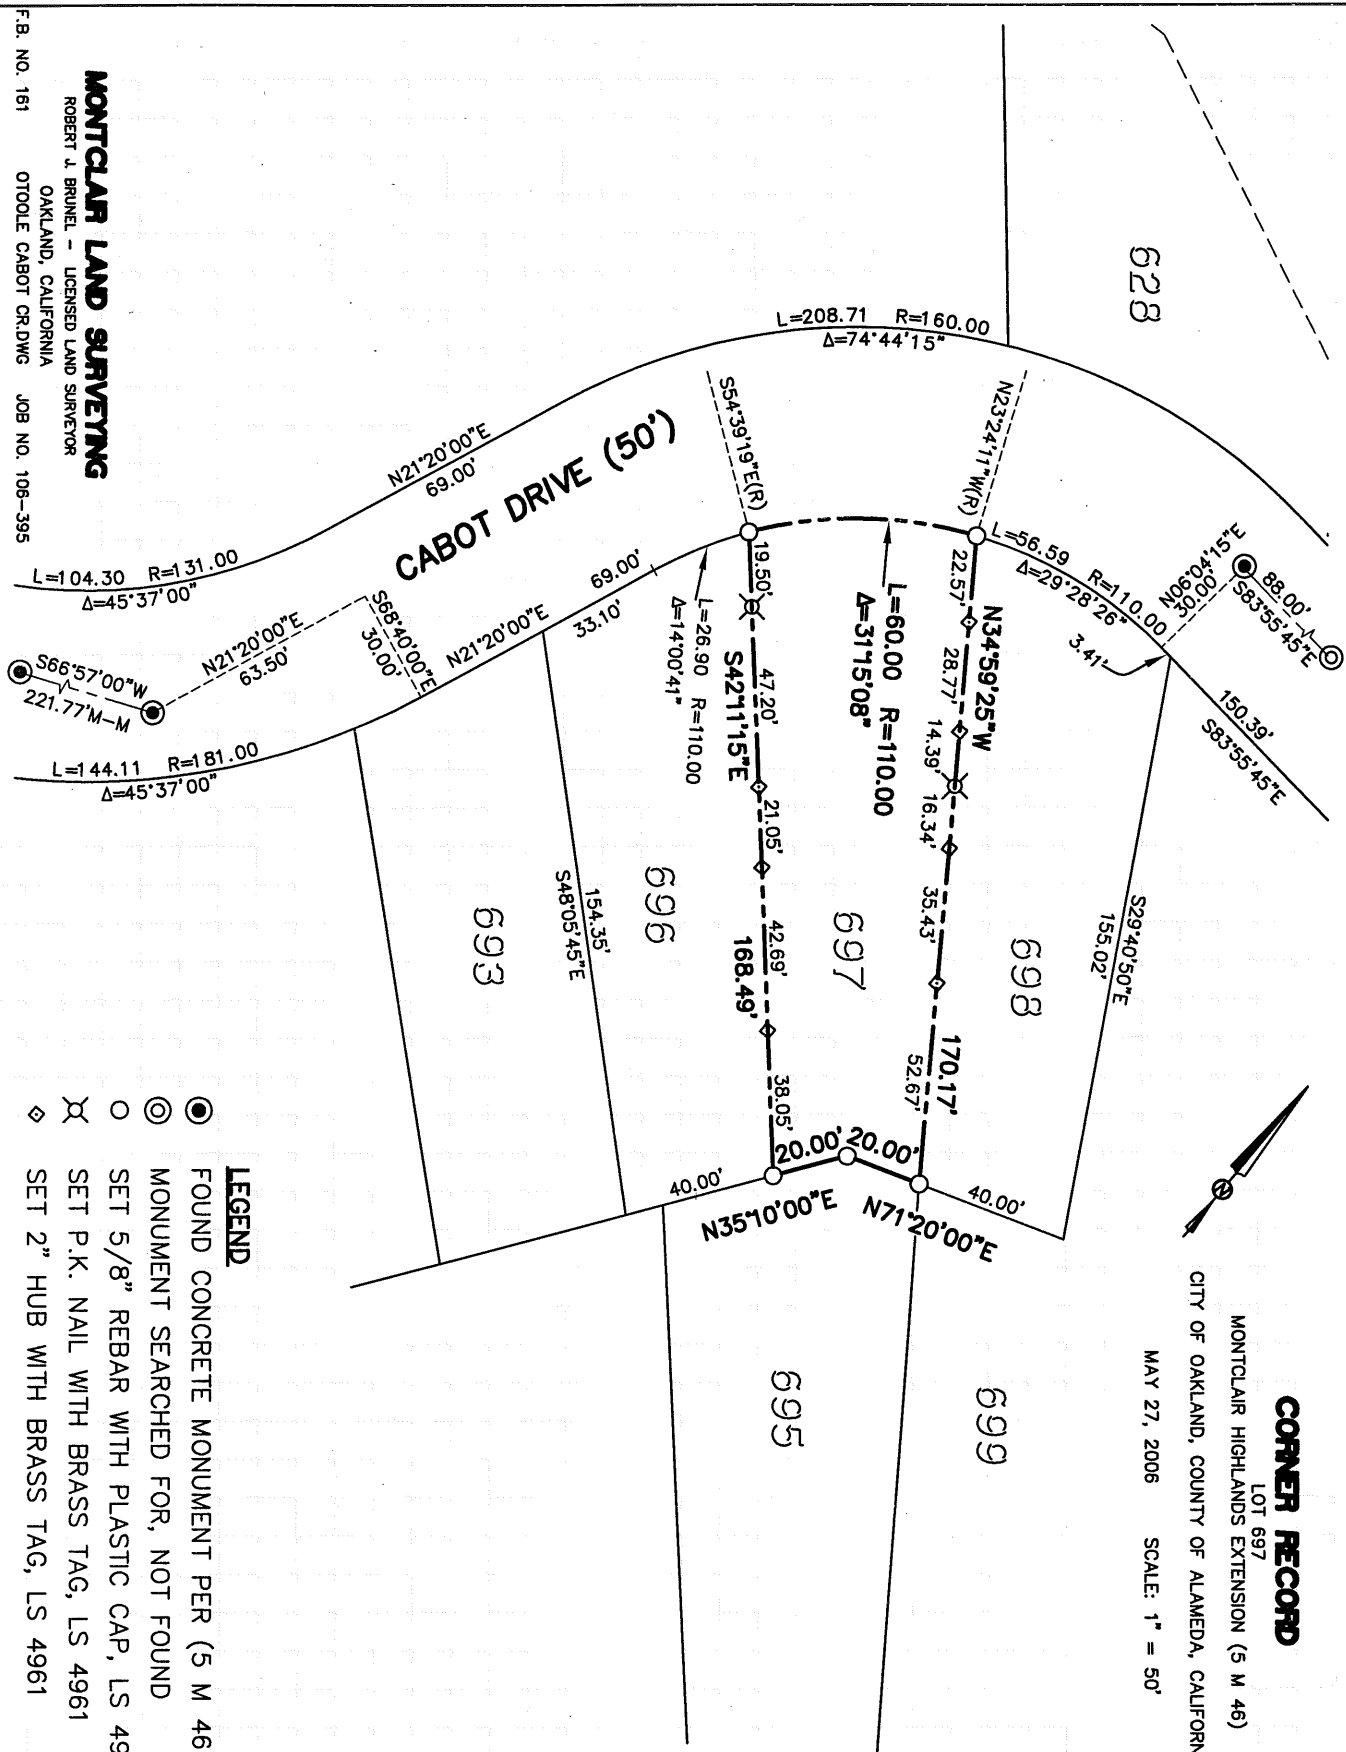 CORNER RECORD
LOT 697
MONTCLAIR HIGHLANDS EXTENSION (5 M 46)
CITY OF OAKLAND, COUNTY OF ALAMEDA, CALIFORN
MAY 27, 2006 SCALE: 1" = 50'
N
628
L=208.71 R=160.00
Δ=74°44'15"
N21°20'00"E
69.00'
CABOT DRIVE (50')
S54°39'19"E(R)
N23°24'11"W(R)
L=56.59 R=110.00
Δ=29°28'26"
N06°04'15"E
30.00'
88.00'
S83°55'45"E
3.41'
150.39'
S83°55'45"E
L=60.00 R=110.00
Δ=31°15'08"
L=26.90 R=110.00
Δ=14°00'41"
69.00'
N21°20'00"E
33.10'
S68°40'00"E
30.00'
N21°20'00"E
63.50'
S66°57'00"W
221.77'M-M
L=104.30 R=131.00
Δ=45°37'00"
L=144.11 R=181.00
Δ=45°37'00"
N34°59'25"W
170.17'
22.57'
28.77'
14.39'
16.34'
35.43'
52.67'
S42°11'15"E
168.49'
19.50'
47.20'
21.05'
42.69'
38.05'
S29°40'50"E
155.02'
154.35'
S48°05'45"E
698
697
696
693
20.00'
20.00'
N35°10'00"E
N71°20'00"E
40.00'
40.00'
699
695
LEGEND
FOUND CONCRETE MONUMENT PER (5 M 46
MONUMENT SEARCHED FOR, NOT FOUND
SET 5/8" REBAR WITH PLASTIC CAP, LS 49
SET P.K. NAIL WITH BRASS TAG, LS 4961
SET 2" HUB WITH BRASS TAG, LS 4961
MONTCLAIR LAND SURVEYING
ROBERT J. BRUNEL - LICENSED LAND SURVEYOR
OAKLAND, CALIFORNIA
F.B. NO. 161 OTOOLE CABOT CR.DWG JOB NO. 106-395